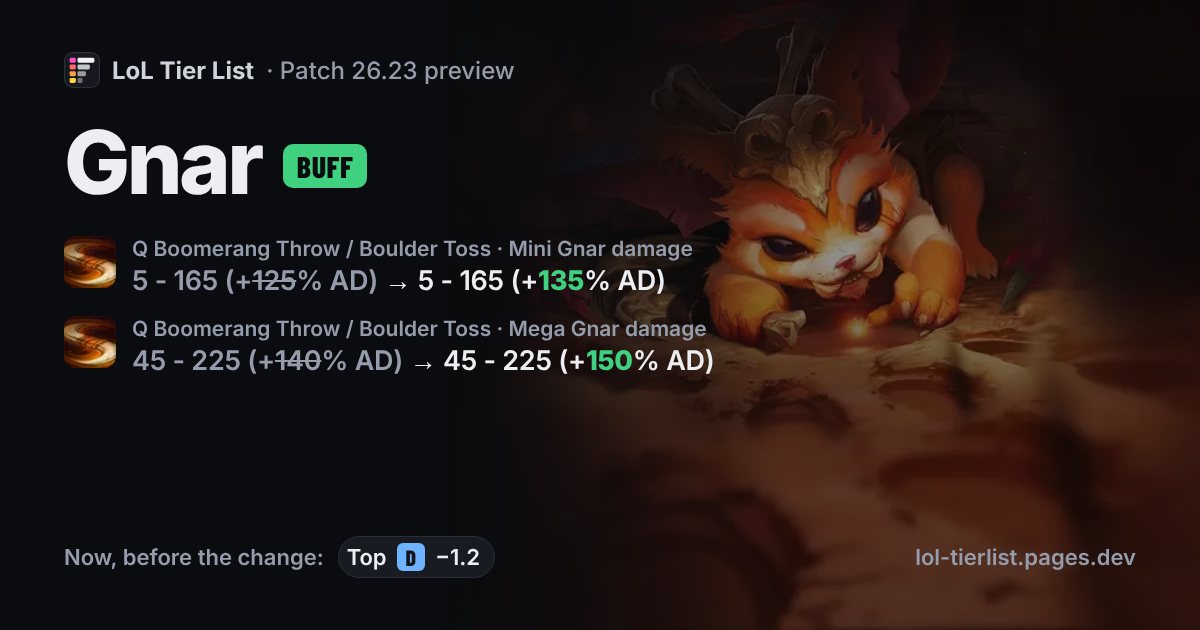 LoL Tier List · Patch 26.23 preview
Gnar BUFF
Q Boomerang Throw / Boulder Toss · Mini Gnar damage
5 - 165 (+125% AD) → 5 - 165 (+135% AD)
Q Boomerang Throw / Boulder Toss · Mega Gnar damage
45 - 225 (+140% AD) → 45 - 225 (+150% AD)
Now, before the change: Top D −1.2
lol-tierlist.pages.dev